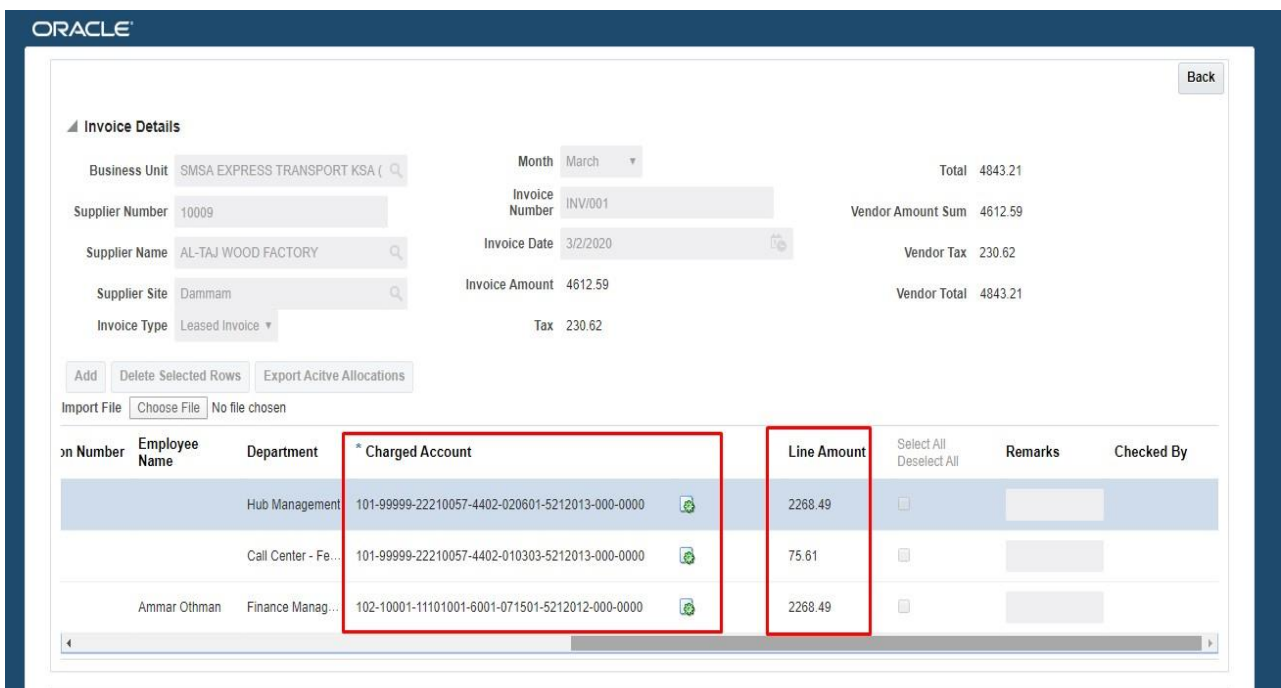 ORACLE
Back
Invoice Details
Business Unit SMSA EXPRESS TRANSPORT KSA (
Month March
Total 4843.21
Supplier Number 10009
Invoice Number INV/001
Vendor Amount Sum 4612.59
Supplier Name AL-TAJ WOOD FACTORY
Invoice Date 3/2/2020
Vendor Tax 230.62
Supplier Site Dammam
Invoice Amount 4612.59
Vendor Total 4843.21
Invoice Type Leased Invoice
Tax 230.62
Add Delete Selected Rows Export Acitve Allocations
Import File Choose File No file chosen
on Number Employee Name Department * Charged Account Line Amount Select All Deselect All Remarks Checked By
Hub Management 101-99999-22210057-4402-020601-5212013-000-0000 2268.49
Call Center - Fe... 101-99999-22210057-4402-010303-5212013-000-0000 75.61
Ammar Othman Finance Manag... 102-10001-11101001-6001-071501-5212012-000-0000 2268.49